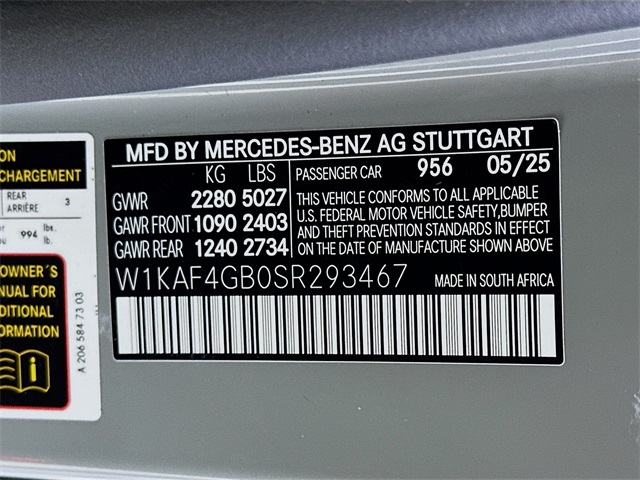 MFD BY MERCEDES-BENZ AG STUTTGART
KG LBS
GVWR 2280 5027
GAWR FRONT 1090 2403
GAWR REAR 1240 2734
PASSENGER CAR 956 05/25
THIS VEHICLE CONFORMS TO ALL APPLICABLE
U.S. FEDERAL MOTOR VEHICLE SAFETY,BUMPER
AND THEFT PREVENTION STANDARDS IN EFFECT
ON THE DATE OF MANUFACTURE SHOWN ABOVE
W1KAF4GB0SR293467
MADE IN SOUTH AFRICA
ON
CHARGEMENT
REAR
ARRIÈRE 3
994 lbs.
lb.
OWNER´S
FOR
ADDITIONAL
A 206 584 73 03